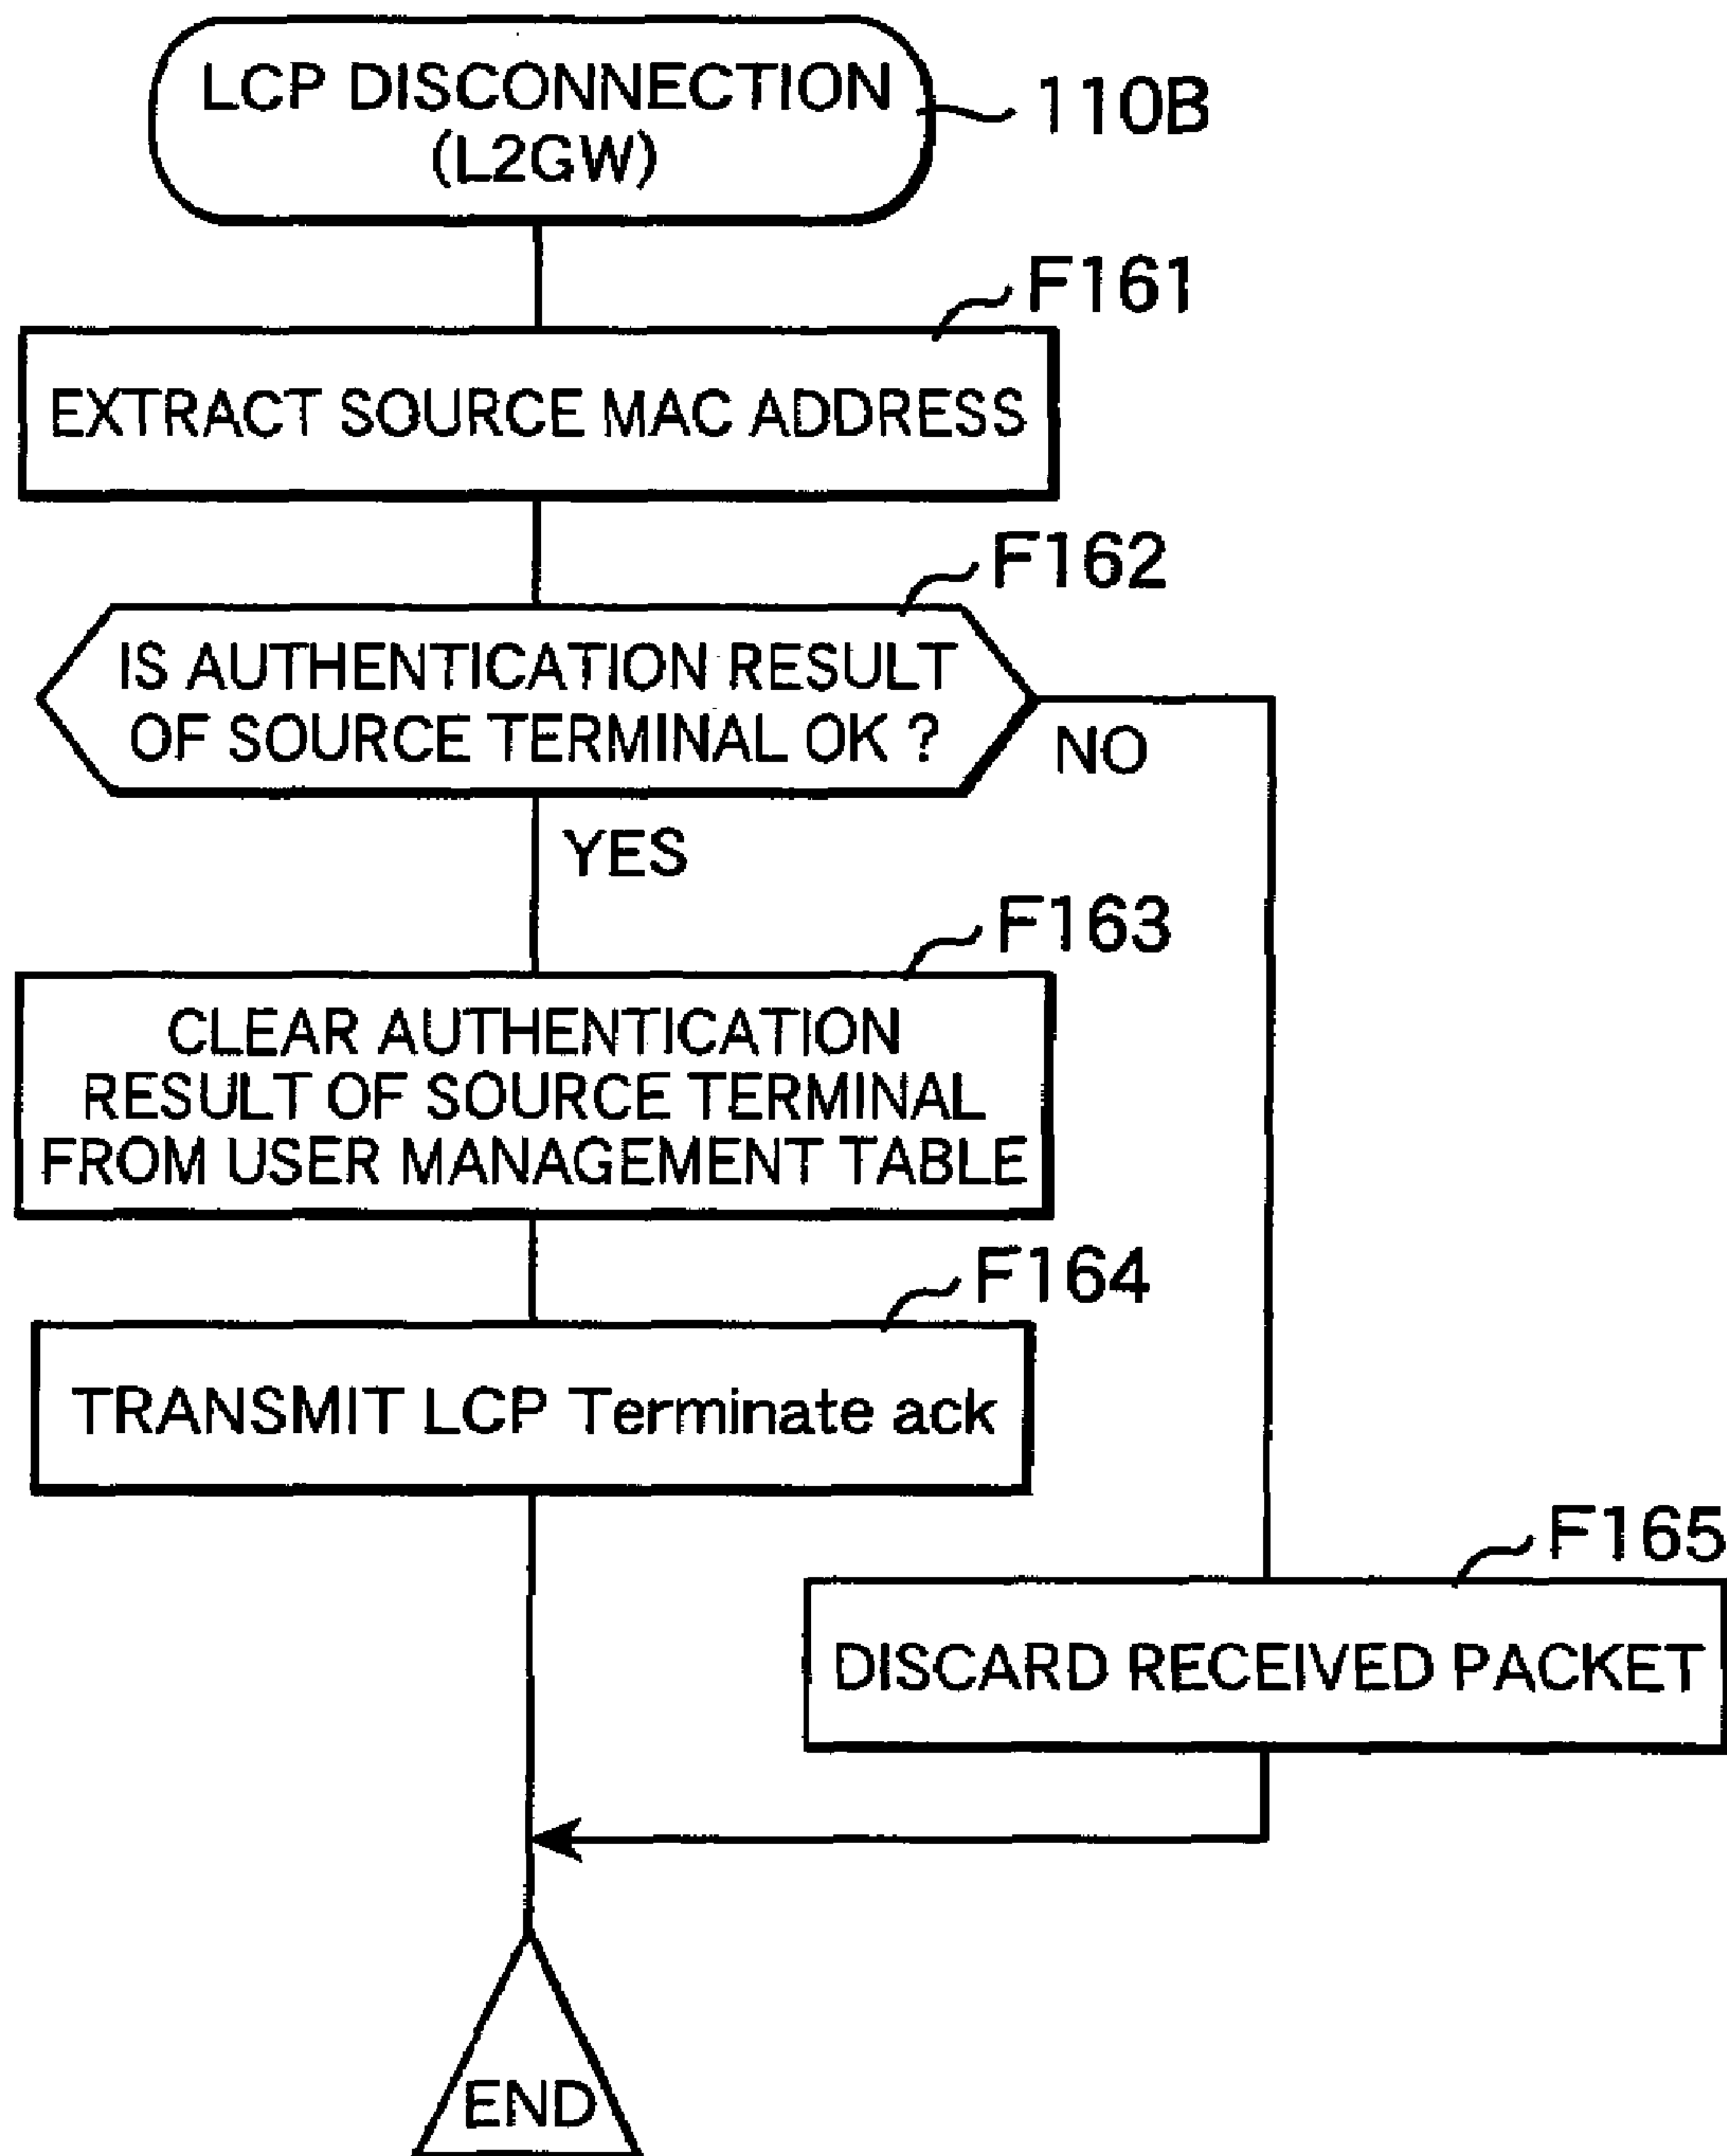 LCP DISCONNECTION
(L2GW)
110B
F161
EXTRACT SOURCE MAC ADDRESS
F162
IS AUTHENTICATION RESULT
OF SOURCE TERMINAL OK ?
NO
YES
F163
CLEAR AUTHENTICATION
RESULT OF SOURCE TERMINAL
FROM USER MANAGEMENT TABLE
F164
TRANSMIT LCP Terminate ack
F165
DISCARD RECEIVED PACKET
END